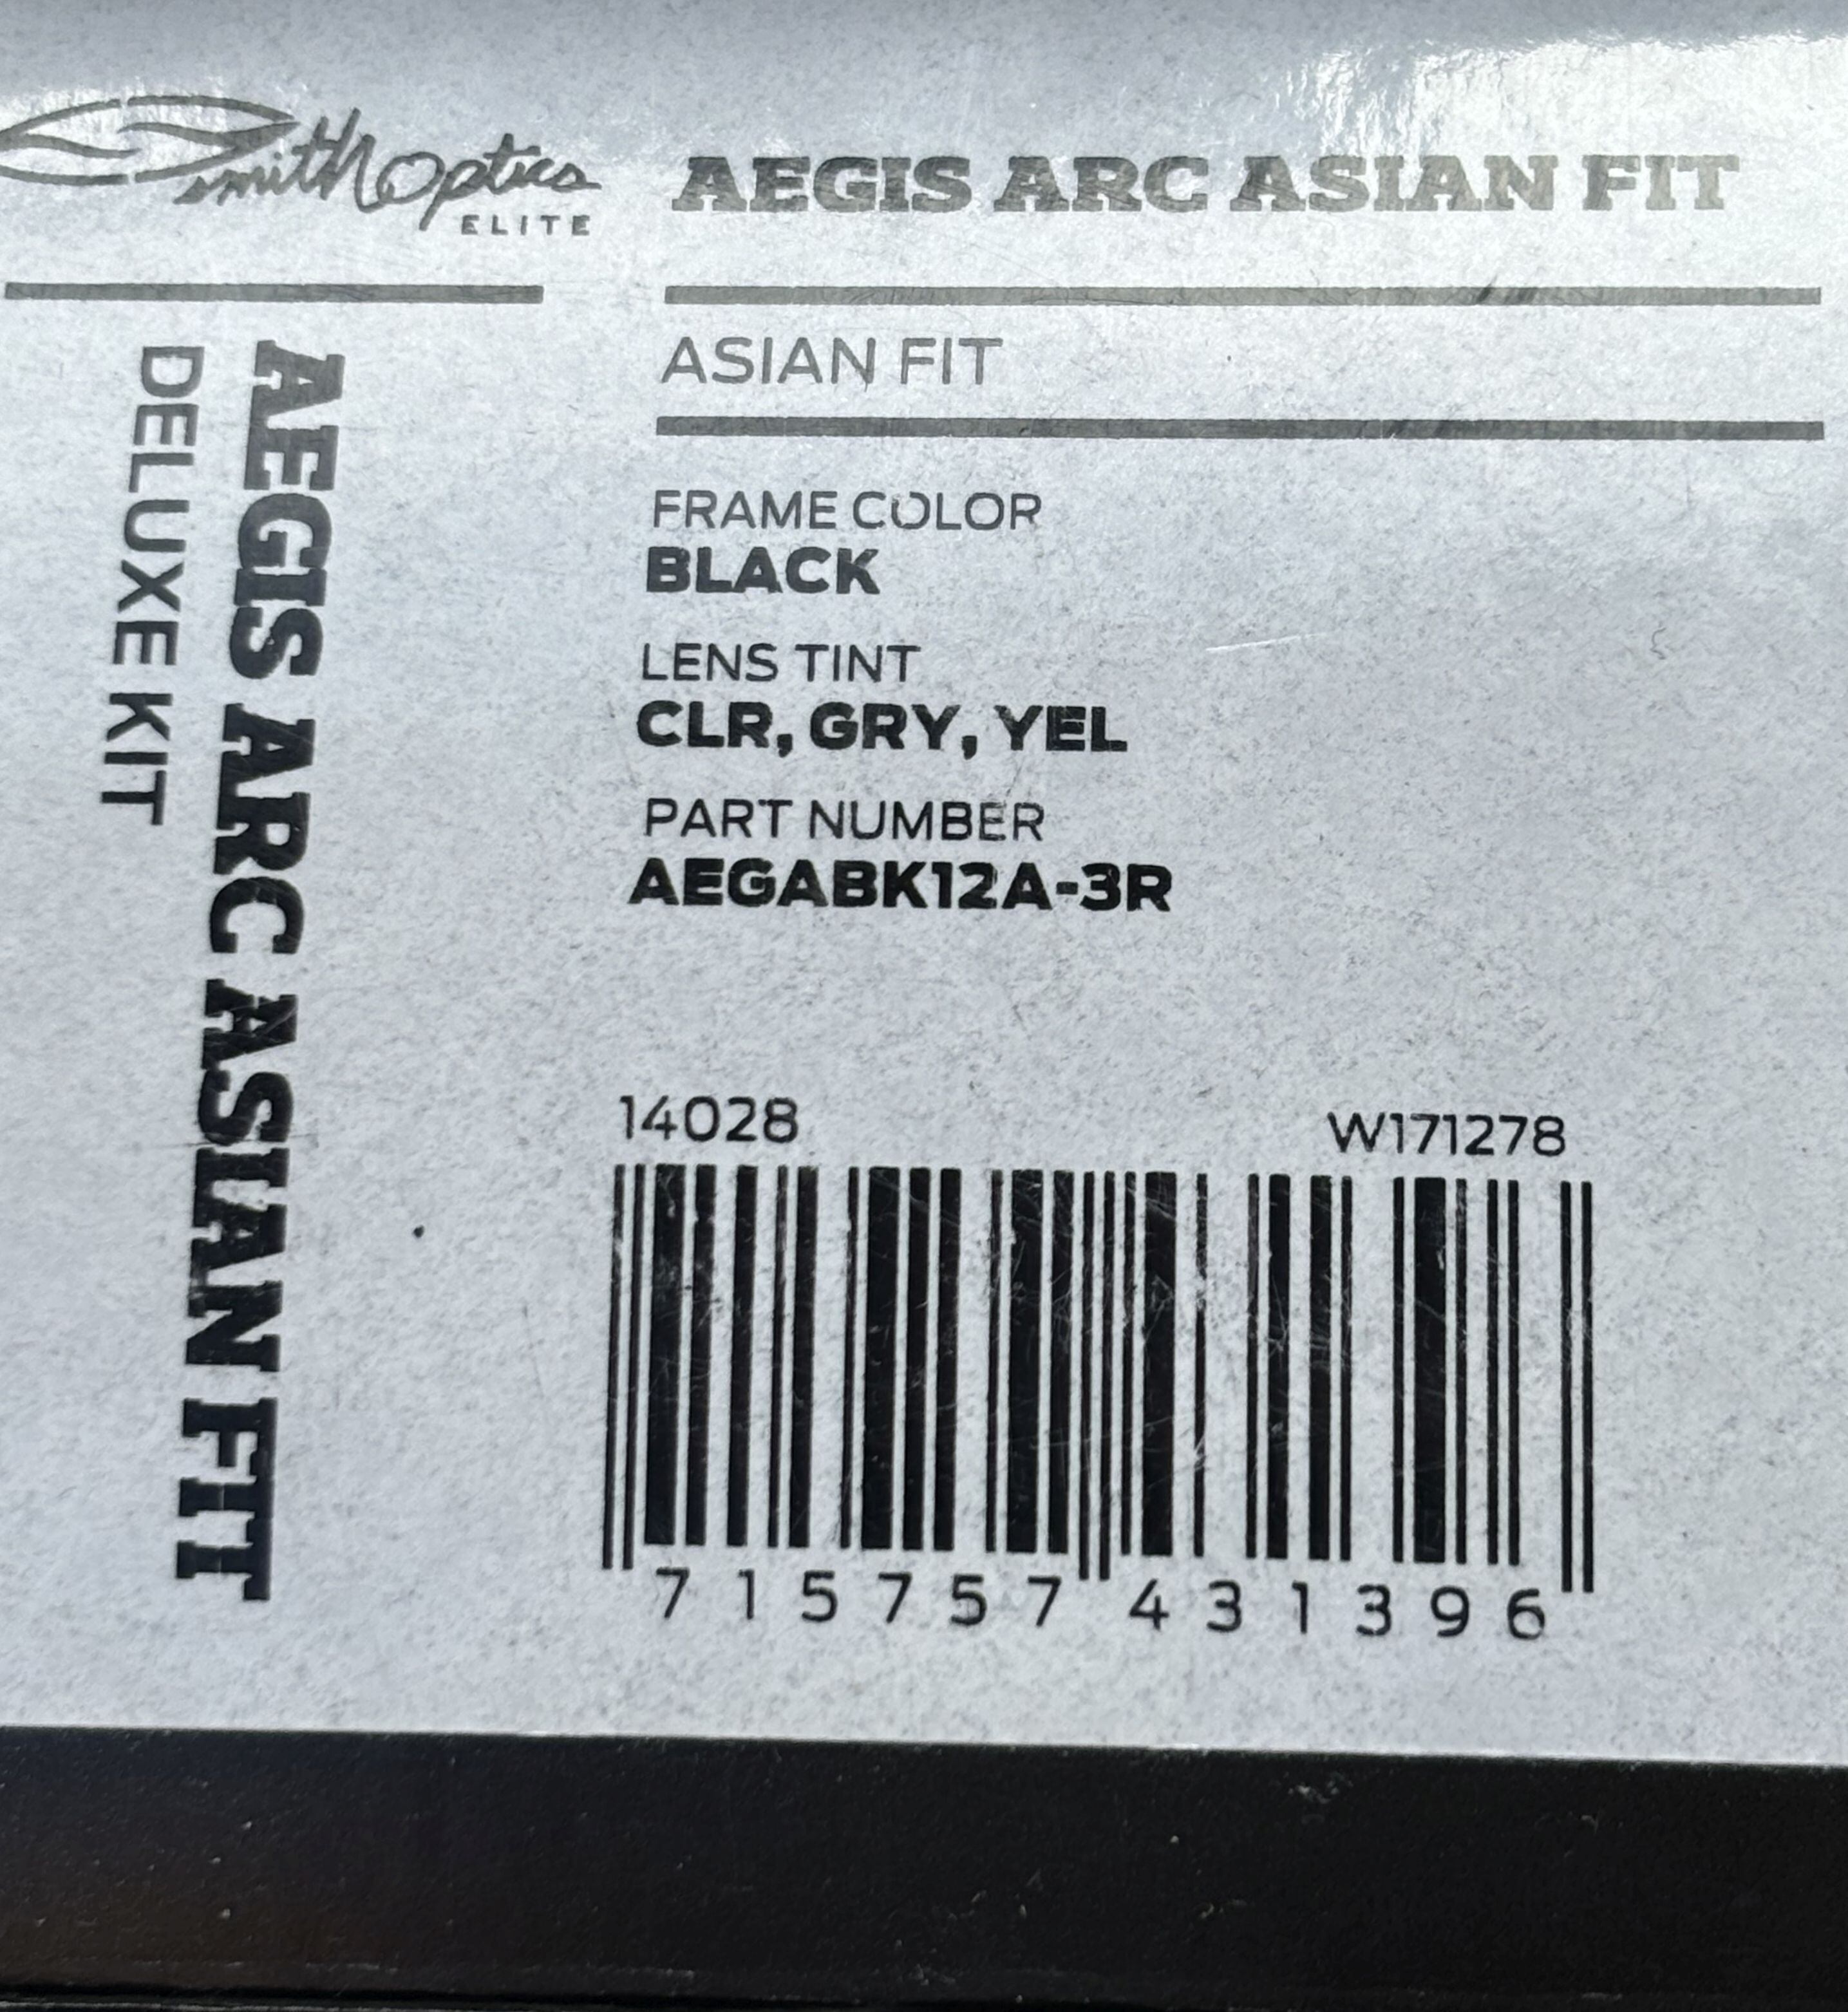 Smith Optics
ELITE
AEGIS ARC ASIAN FIT
DELUXE KIT
AEGIS ARC ASIAN FIT
ASIAN FIT
FRAME COLOR
BLACK
LENS TINT
CLR, GRY, YEL
PART NUMBER
AEGABK12A-3R
14028 W171278
7 15757 43139 6